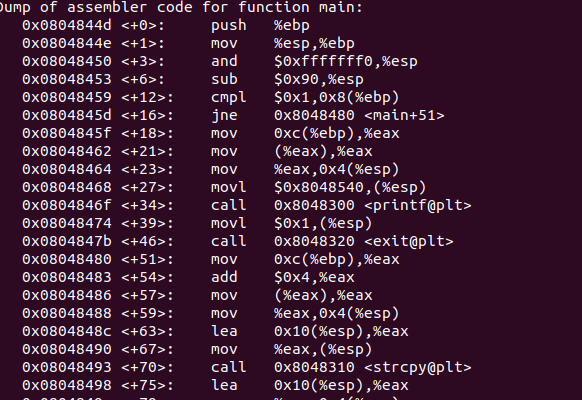 Dump of assembler code for function main:
0x0804844d <+0>: push %ebp
0x0804844e <+1>: mov %esp,%ebp
0x08048450 <+3>: and $0xfffffff0,%esp
0x08048453 <+6>: sub $0x90,%esp
0x08048459 <+12>: cmpl $0x1,0x8(%ebp)
0x0804845d <+16>: jne 0x8048480 <main+51>
0x0804845f <+18>: mov 0xc(%ebp),%eax
0x08048462 <+21>: mov (%eax),%eax
0x08048464 <+23>: mov %eax,0x4(%esp)
0x08048468 <+27>: movl $0x8048540,(%esp)
0x0804846f <+34>: call 0x8048300 <printf@plt>
0x08048474 <+39>: movl $0x1,(%esp)
0x0804847b <+46>: call 0x8048320 <exit@plt>
0x08048480 <+51>: mov 0xc(%ebp),%eax
0x08048483 <+54>: add $0x4,%eax
0x08048486 <+57>: mov (%eax),%eax
0x08048488 <+59>: mov %eax,0x4(%esp)
0x0804848c <+63>: lea 0x10(%esp),%eax
0x08048490 <+67>: mov %eax,(%esp)
0x08048493 <+70>: call 0x8048310 <strcpy@plt>
0x08048498 <+75>: lea 0x10(%esp),%eax